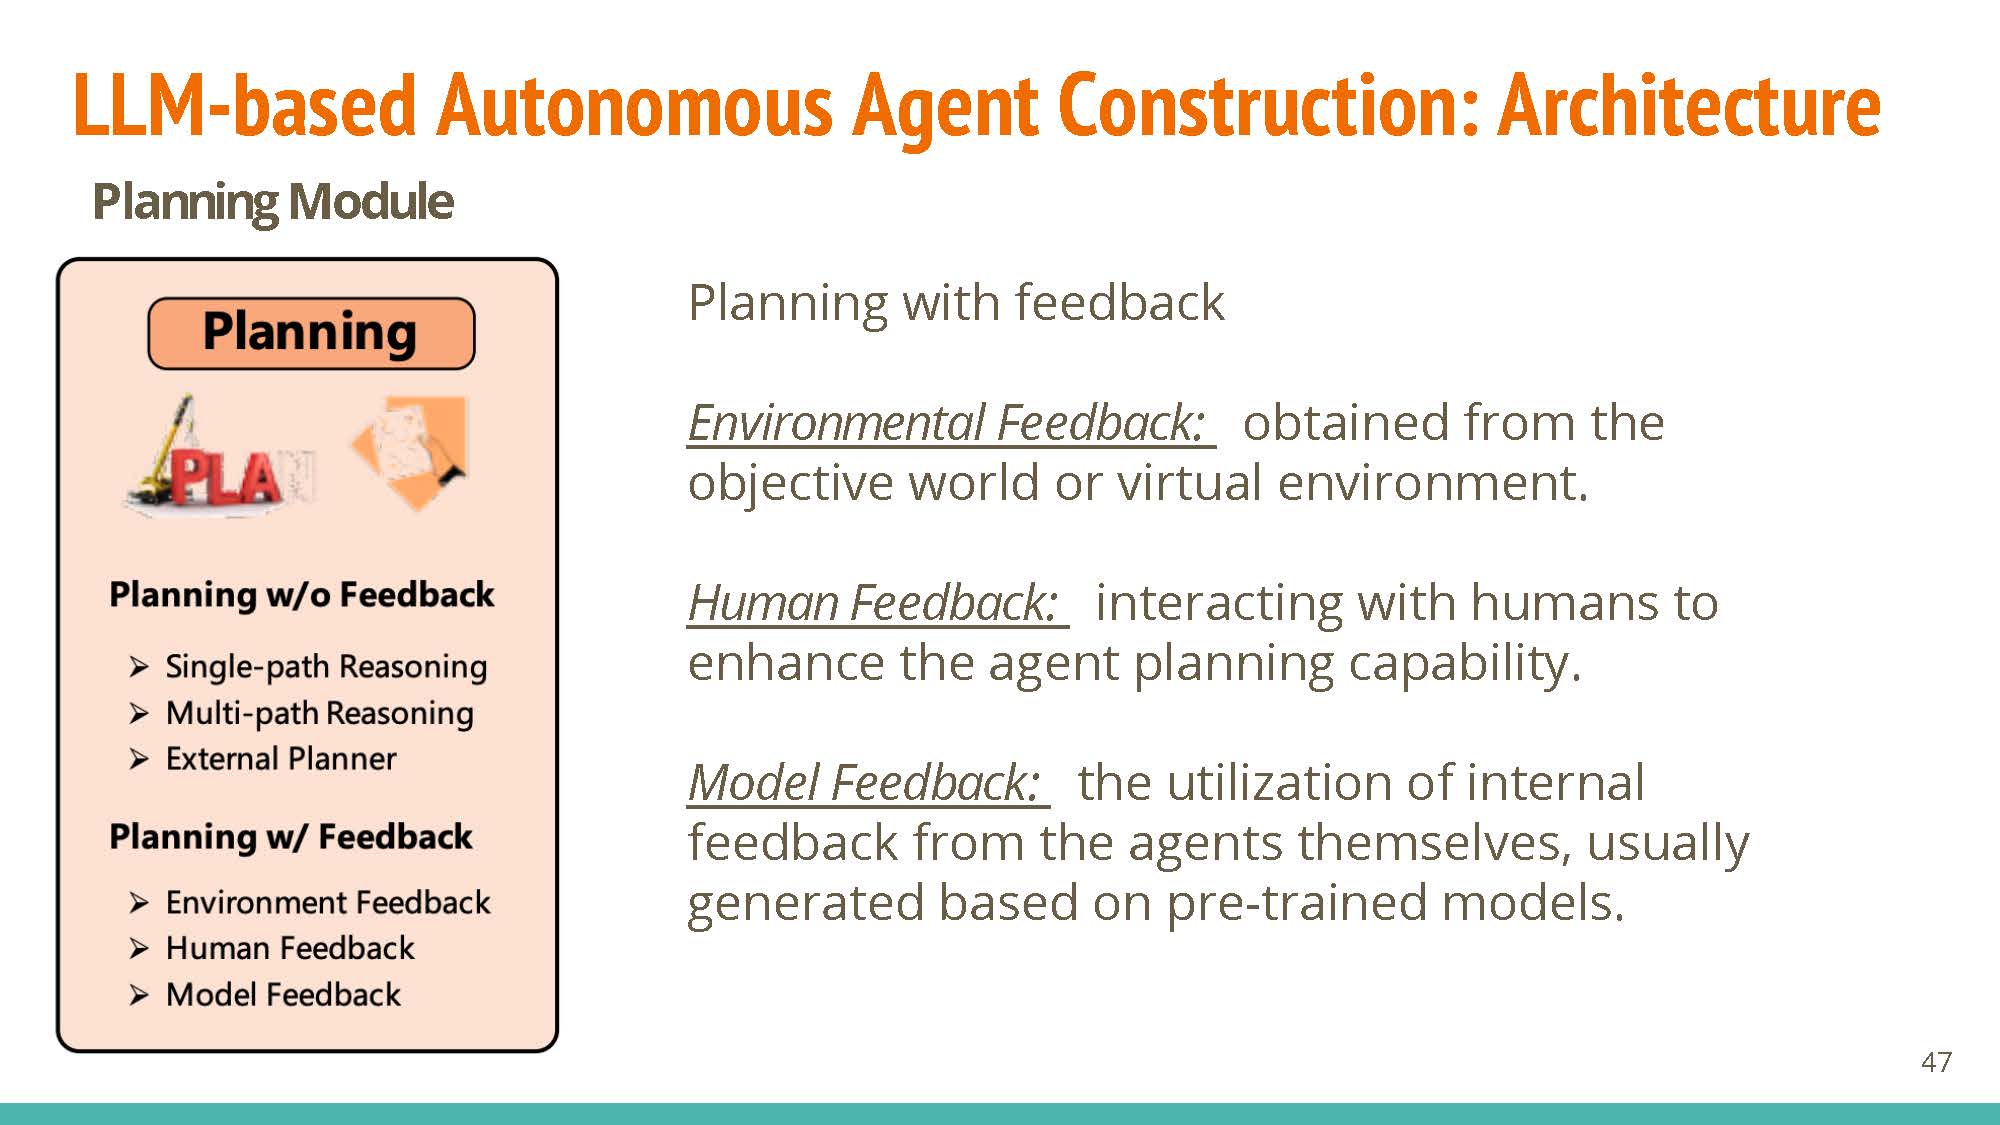 LLM-based Autonomous Agent Construction: Architecture
Planning Module
Planning
PLAN
Planning w/o Feedback
➢ Single-path Reasoning
➢ Multi-path Reasoning
➢ External Planner
Planning w/ Feedback
➢ Environment Feedback
➢ Human Feedback
➢ Model Feedback
Planning with feedback
Environmental Feedback: obtained from the
objective world or virtual environment.
Human Feedback: interacting with humans to
enhance the agent planning capability.
Model Feedback: the utilization of internal
feedback from the agents themselves, usually
generated based on pre-trained models.
47